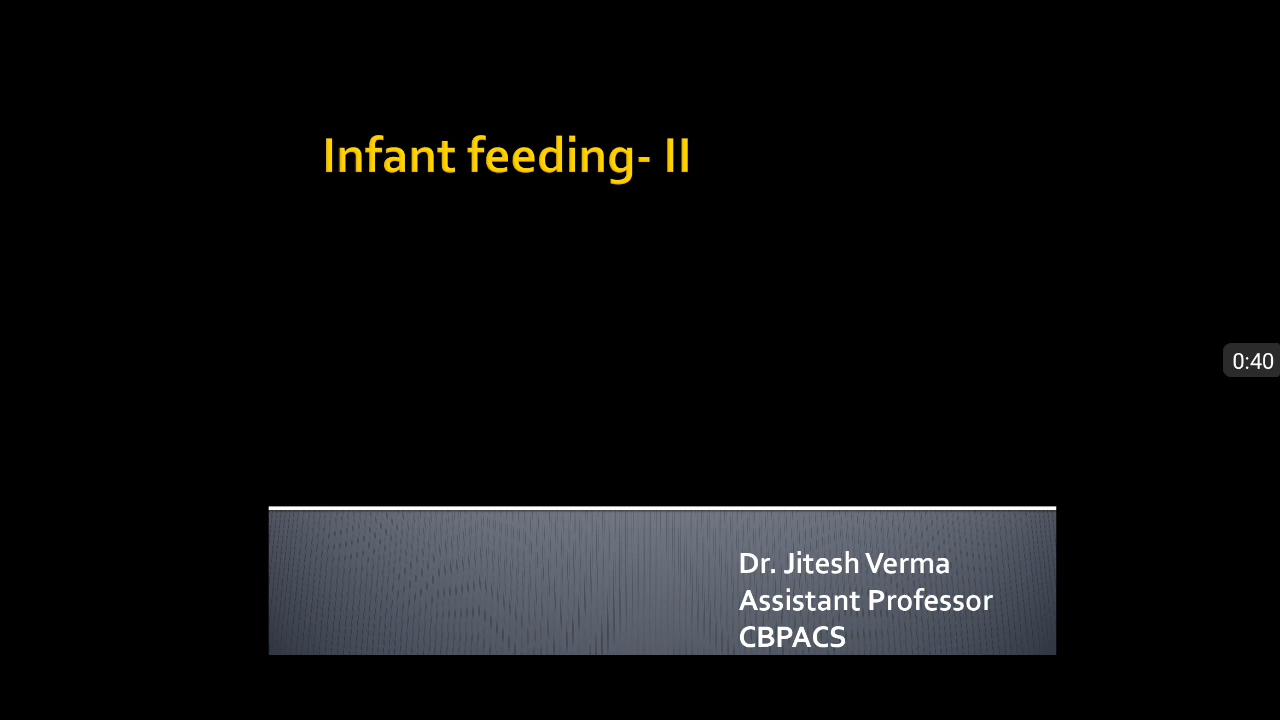 Infant feeding- II
0:40
Dr. Jitesh Verma
Assistant Professor
CBPACS